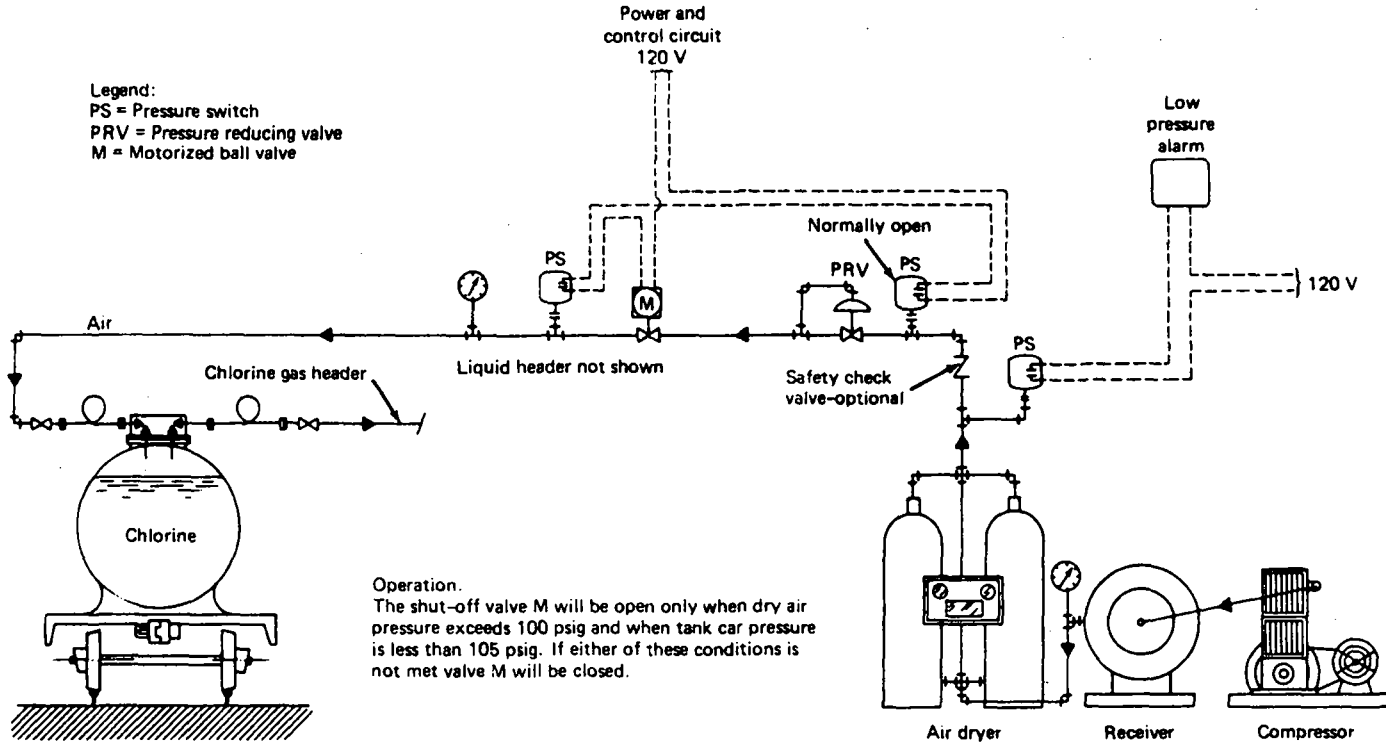 Power and
control circuit
120 V
Legend:
PS = Pressure switch
PRV = Pressure reducing valve
M = Motorized ball valve
Low
pressure
alarm
Normally open
PS
PRV
PS
M
120 V
Air
Liquid header not shown
PS
Chlorine gas header
Safety check
valve-optional
Chlorine
Operation.
The shut-off valve M will be open only when dry air
pressure exceeds 100 psig and when tank car pressure
is less than 105 psig. If either of these conditions is
not met valve M will be closed.
Air dryer
Receiver
Compressor